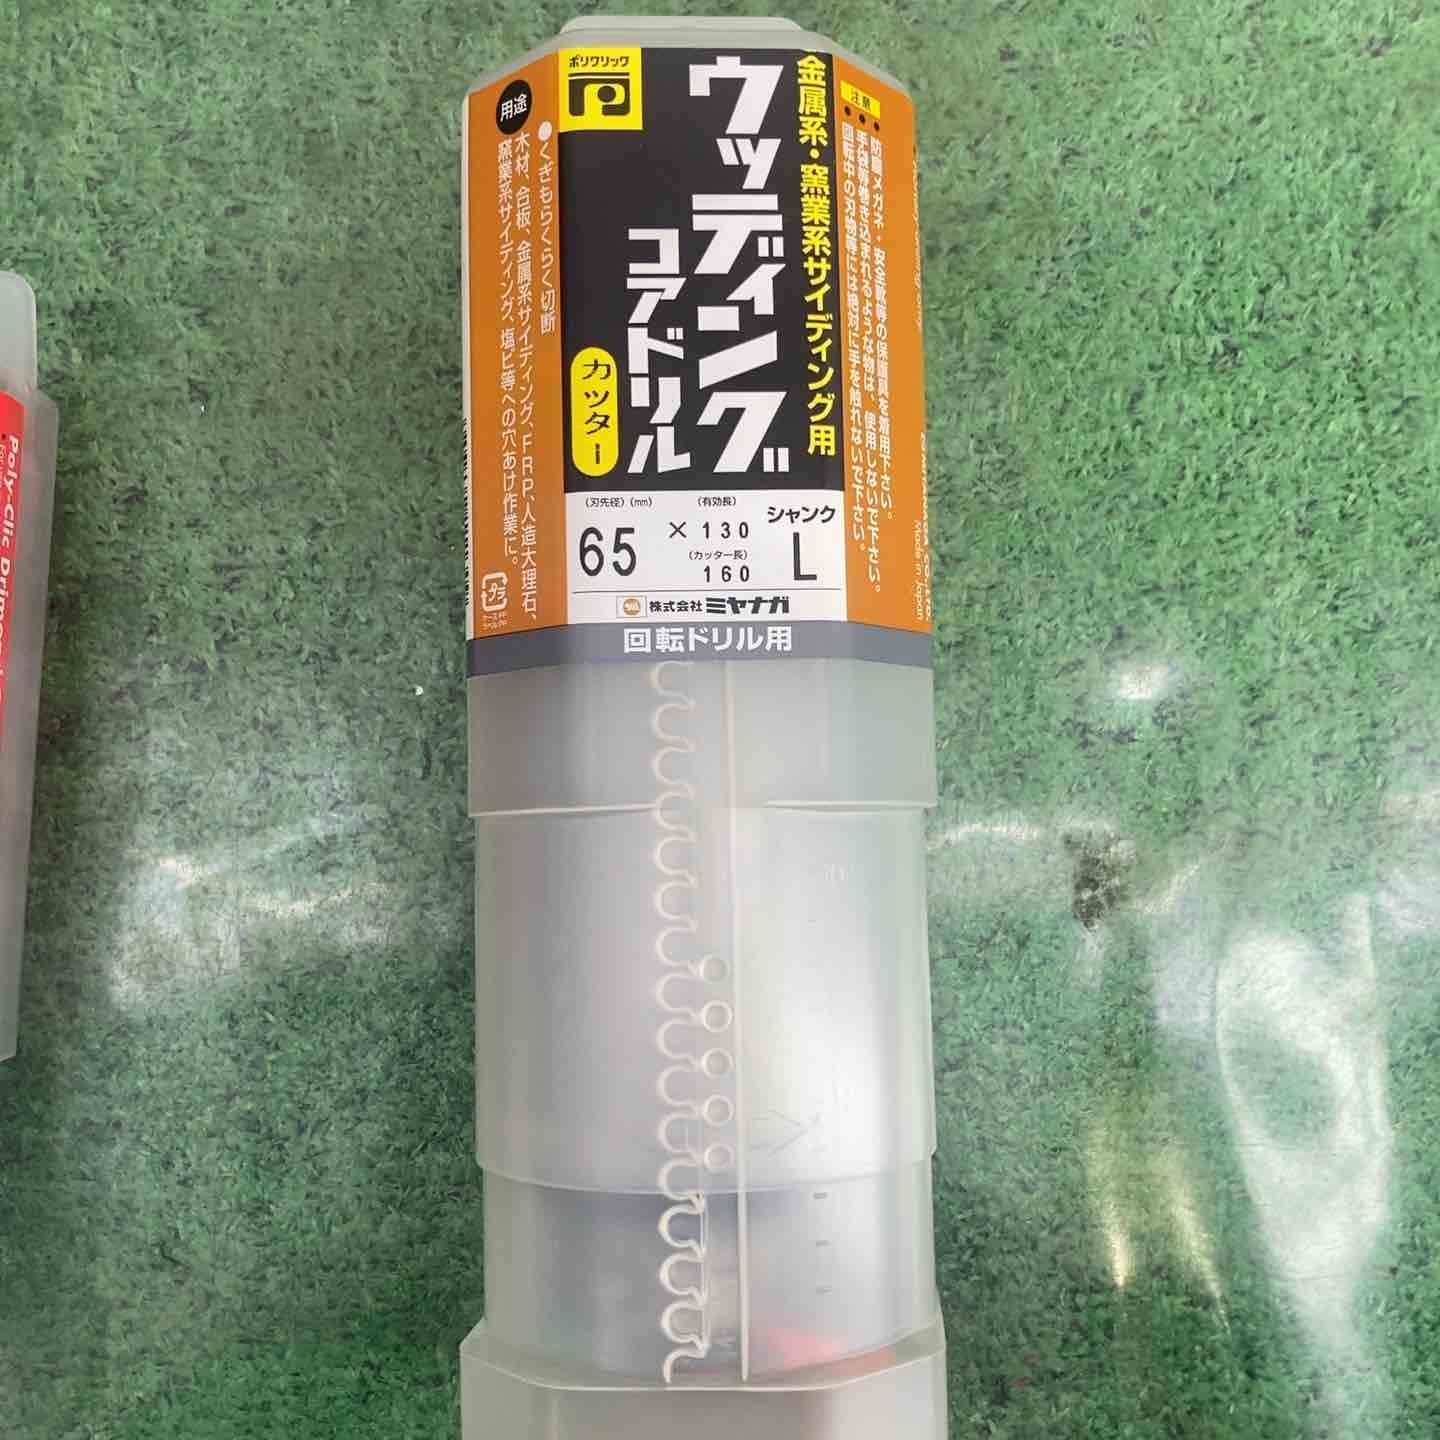 ポリクリック
金属系・窯業系サイディング用
ウッディング
コアドリル
カッター
(刃先径) (mm)
65
×
(有効長)
130
(カッター長)
160
シャンク
L
株式会社 ミヤナガ
回転ドリル用
用途
●くぎもらくらく切断
木材、合板、金属系サイディング、FRP、人造大理石、
窯業系サイディング、塩ビ等への穴あけ作業に。
プラ
注意
●防塵メガネ・安全靴等の保護具を着用下さい。
●手袋等巻き込まれるような物は、使用しないで下さい。
●回転中の刃物等には絶対に手を触れないで下さい。
MIYANAGA CO.,LTD.
Made in Japan